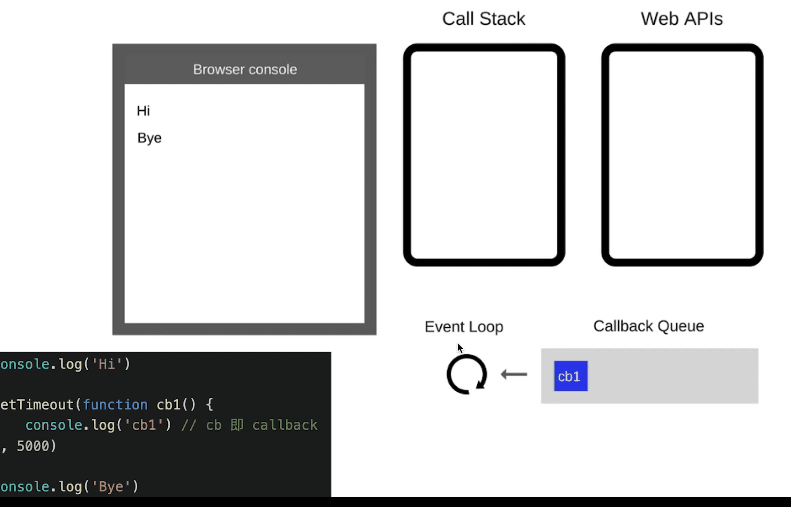 Call Stack
Web APIs
Browser console
Hi
Bye
Event Loop
Callback Queue
cb1
onsole.log('Hi')
etTimeout(function cb1() {
console.log('cb1') // cb 即 callback
, 5000)
onsole.log('Bye')